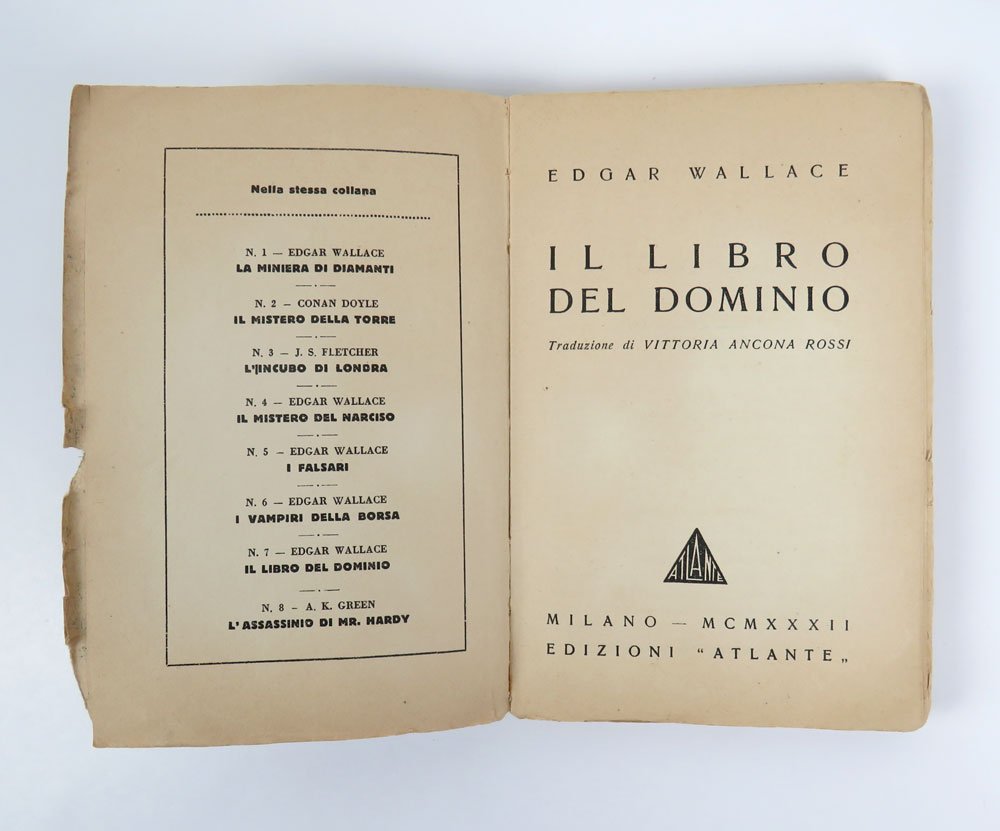 Nella stessa collana
N. 1 — EDGAR WALLACE
LA MINIERA DI DIAMANTI
N. 2 — CONAN DOYLE
IL MISTERO DELLA TORRE
N. 3 — J. S. FLETCHER
L'INCUBO DI LONDRA
N. 4 — EDGAR WALLACE
IL MISTERO DEL NARCISO
N. 5 — EDGAR WALLACE
I FALSARI
N. 6 — EDGAR WALLACE
I VAMPIRI DELLA BORSA
N. 7 — EDGAR WALLACE
IL LIBRO DEL DOMINIO
N. 8 – A. K. GREEN
L'ASSASSINIO DI MR. HARDY
EDGAR WALLACE
IL LIBRO
DEL DOMINIO
Traduzione di VITTORIA ANCONA ROSSI
ATLANTE
MILANO — MCMXXXII
EDIZIONI “ATLANTE„